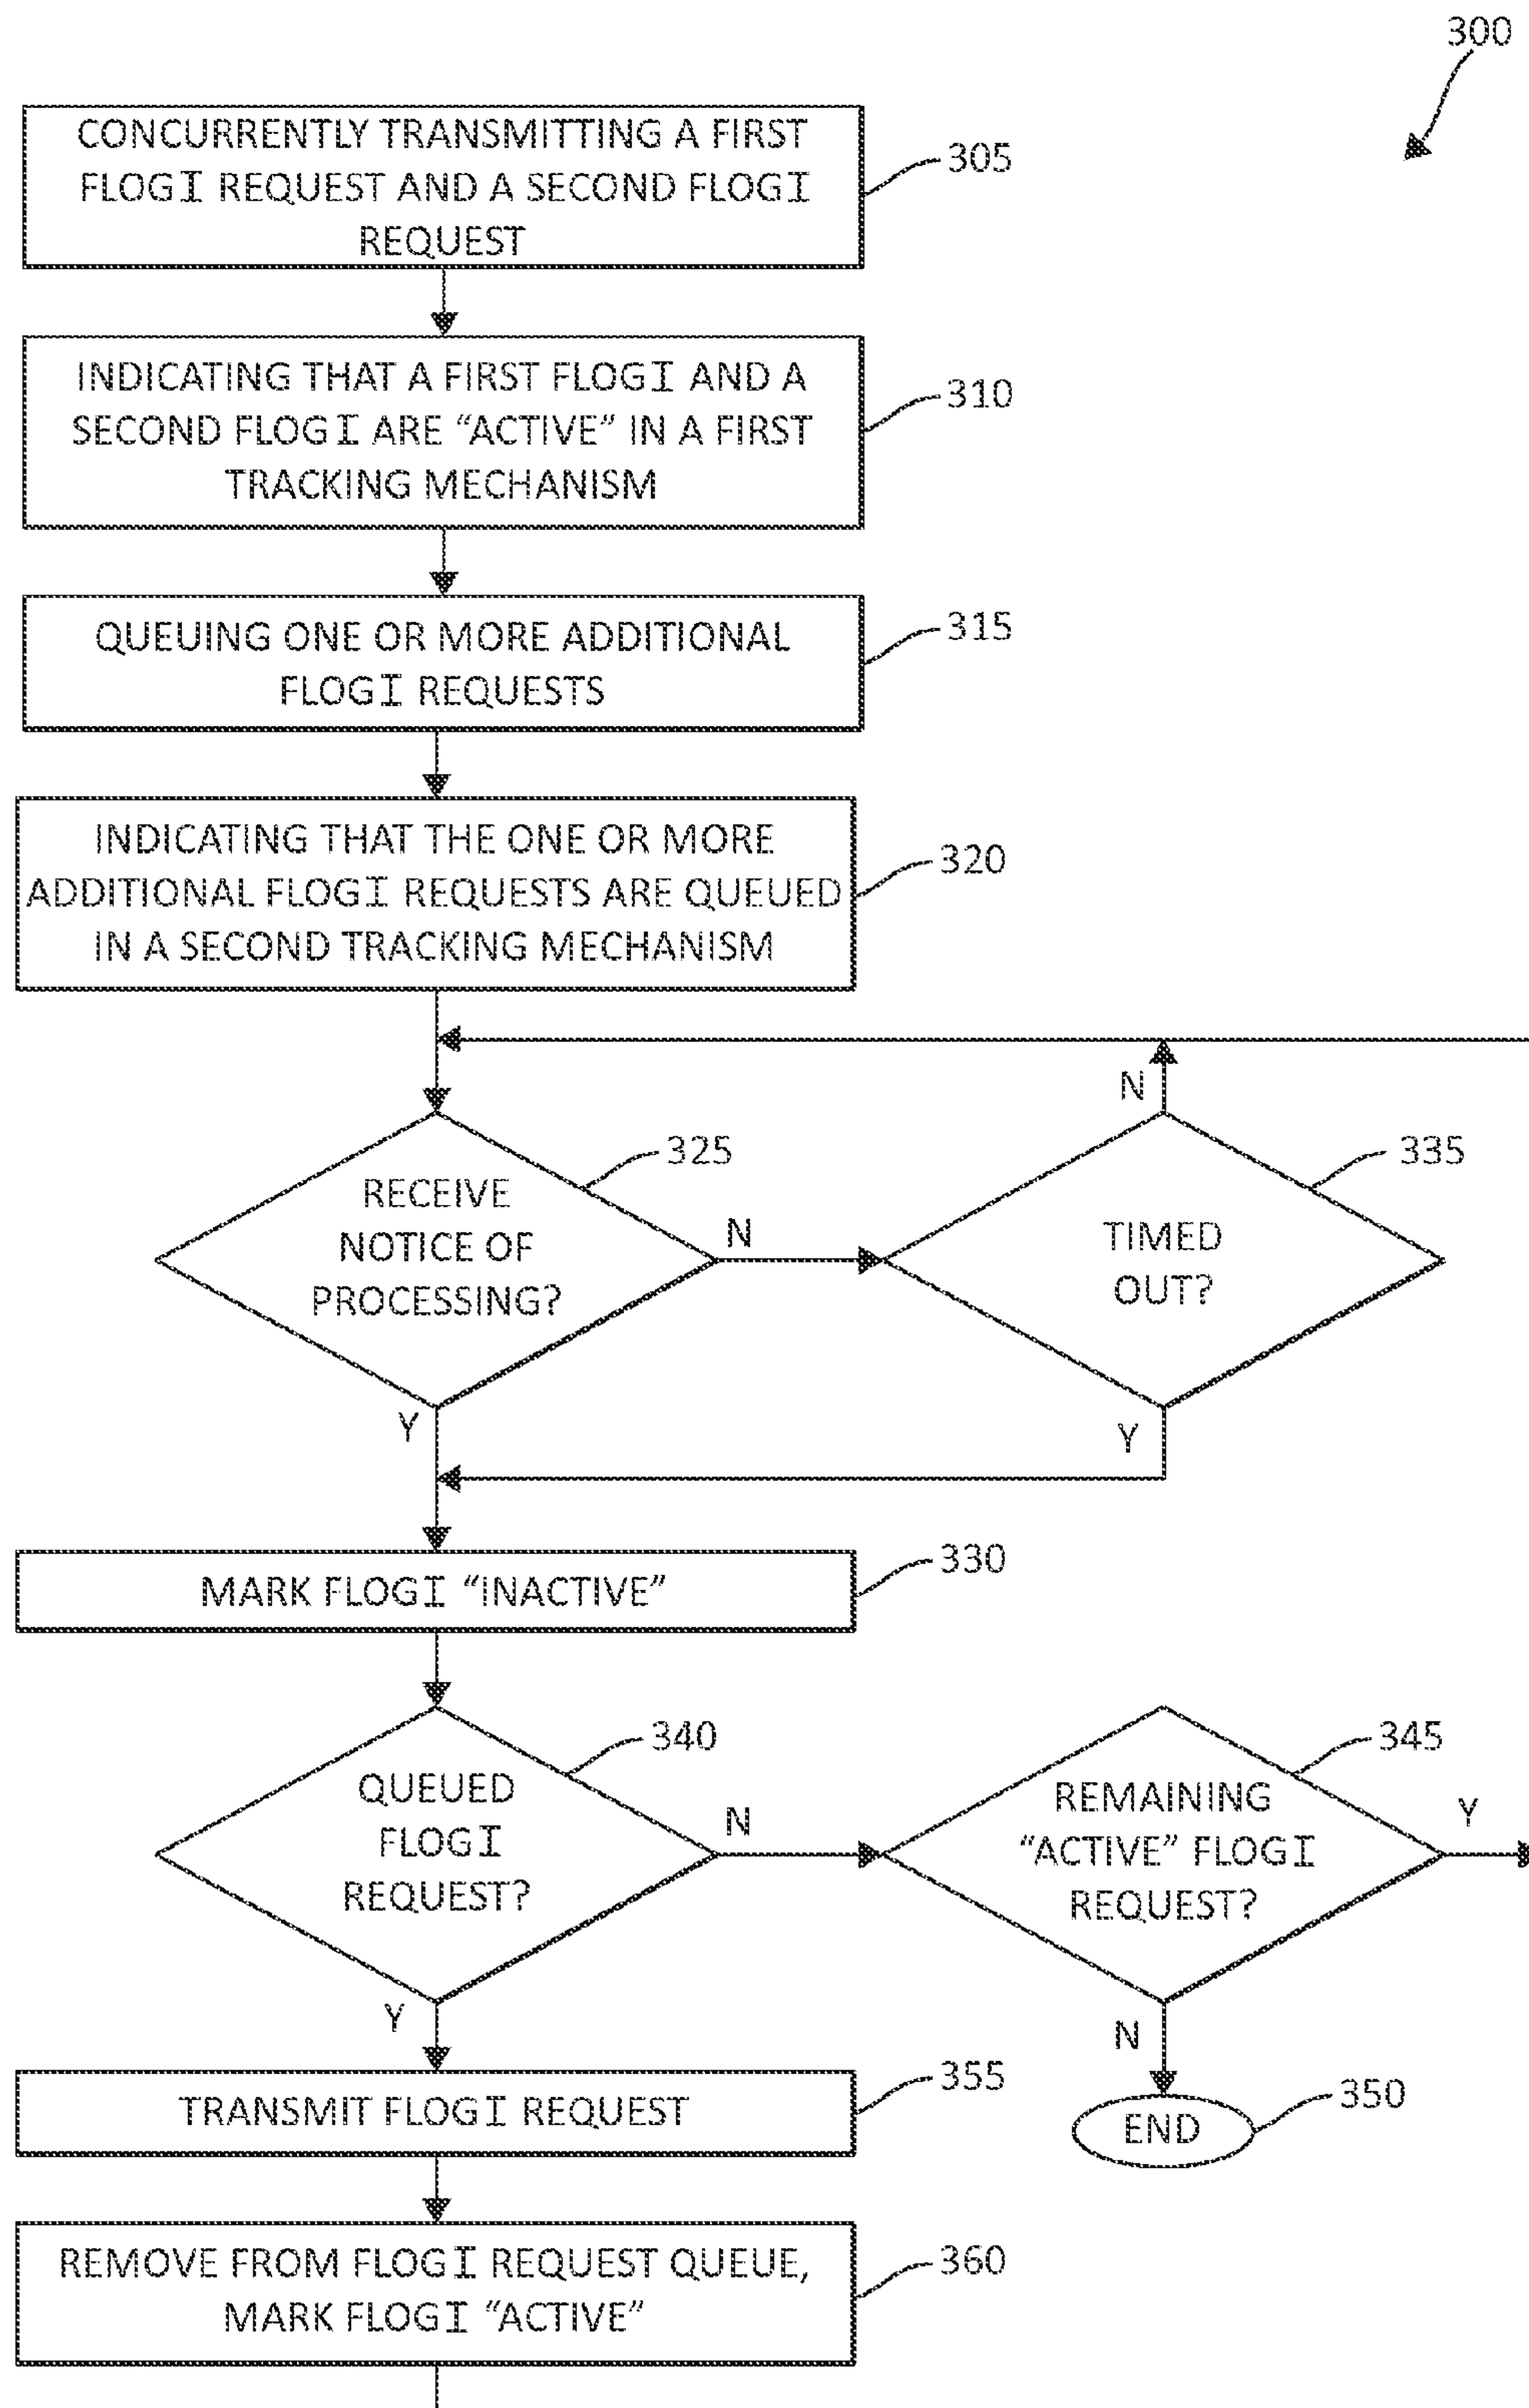 300
CONCURRENTLY TRANSMITTING A FIRST
FLOGI REQUEST AND A SECOND FLOGI
REQUEST
305
INDICATING THAT A FIRST FLOGI AND A
SECOND FLOGI ARE “ACTIVE” IN A FIRST
TRACKING MECHANISM
310
QUEUING ONE OR MORE ADDITIONAL
FLOGI REQUESTS
315
INDICATING THAT THE ONE OR MORE
ADDITIONAL FLOGI REQUESTS ARE QUEUED
IN A SECOND TRACKING MECHANISM
320
RECEIVE
NOTICE OF
PROCESSING?
325
N
Y
TIMED
OUT?
335
N
Y
MARK FLOGI “INACTIVE”
330
QUEUED
FLOGI
REQUEST?
340
N
Y
REMAINING
“ACTIVE” FLOGI
REQUEST?
345
Y
N
END
350
TRANSMIT FLOGI REQUEST
355
REMOVE FROM FLOGI REQUEST QUEUE,
MARK FLOGI “ACTIVE”
360